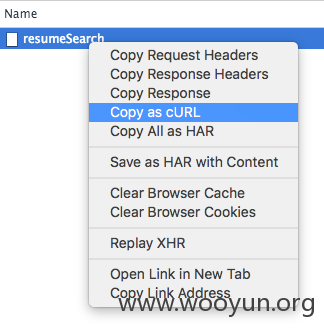 Name
resumeSearch
Copy Request Headers
Copy Response Headers
Copy Response
Copy as cURL
Copy All as HAR
Save as HAR with Content
Clear Browser Cache
Clear Browser Cookies
Replay XHR
Open Link in New Tab
Copy Link Address
www.wooyun.org